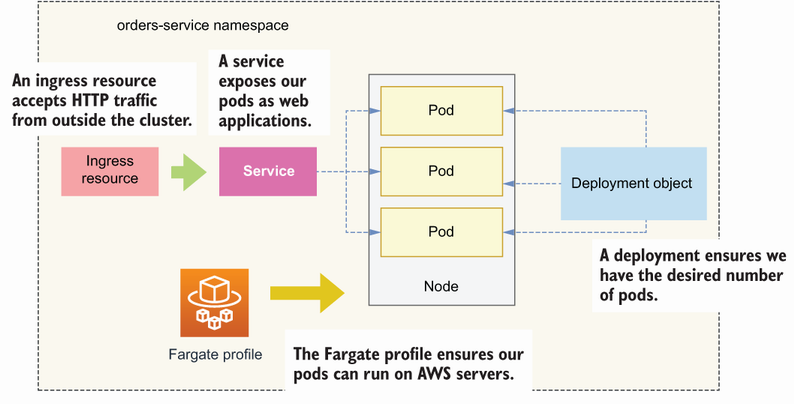 orders-service namespace
An ingress resource
accepts HTTP traffic
from outside the cluster.
A service
exposes our
pods as web
applications.
Ingress
resource
Service
Pod
Pod
Pod
Node
Deployment object
A deployment ensures we
have the desired number
of pods.
Fargate profile
The Fargate profile ensures our
pods can run on AWS servers.